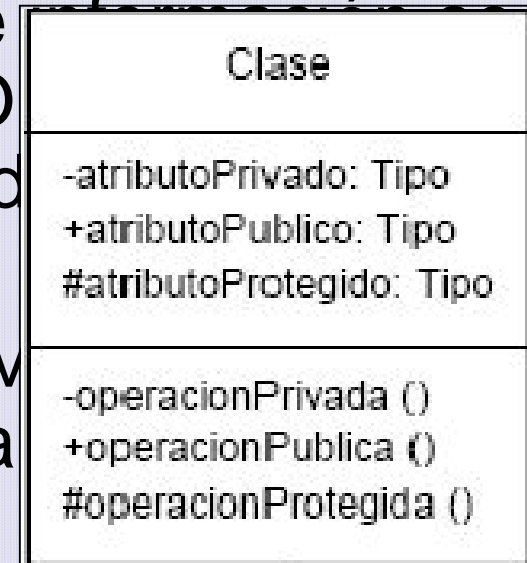 Clase
-atributoPrivado: Tipo
+atributoPublico: Tipo
#atributoProtegido: Tipo
-operacionPrivada ()
+operacionPublica ()
#operacionProtegida ()